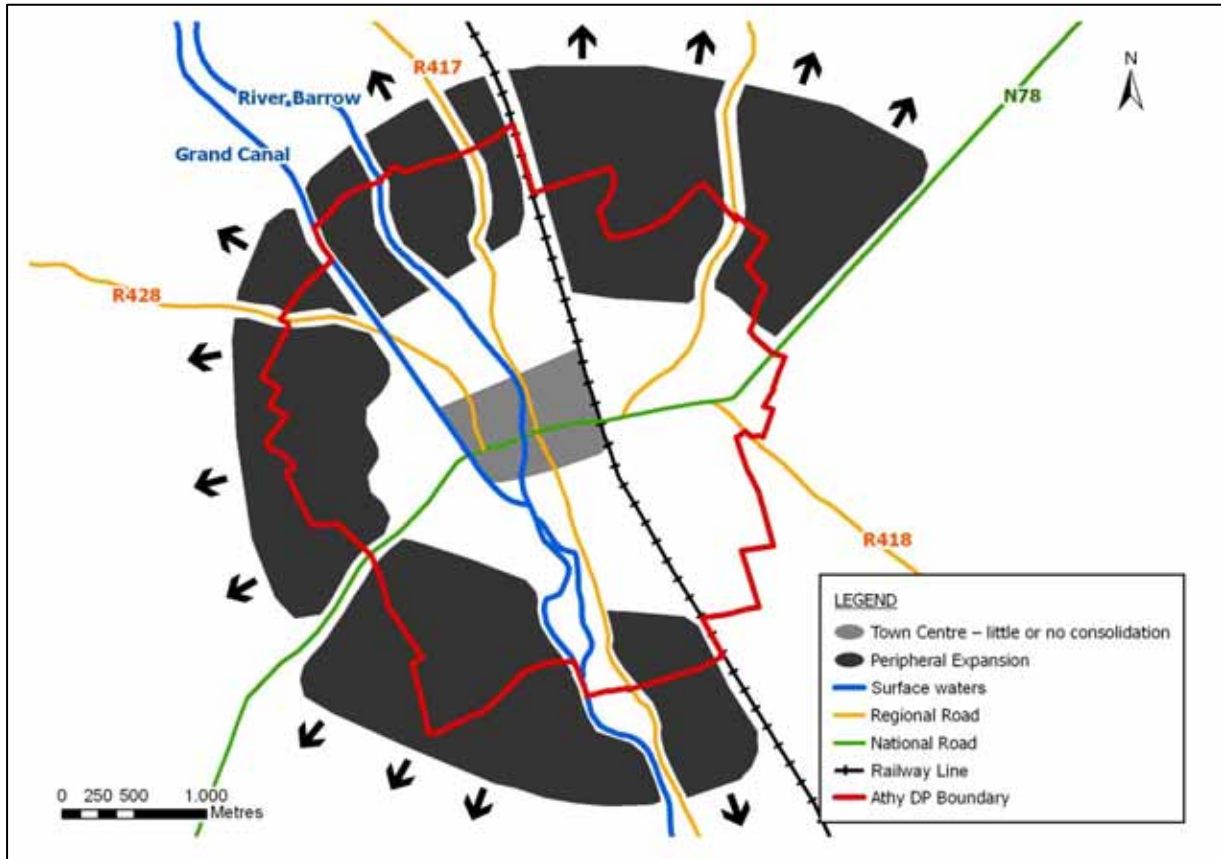 R417
River Barrow
Grand Canal
N
N78
R428
R418
LEGEND
Town Centre – little or no consolidation
Peripheral Expansion
Surface waters
Regional Road
National Road
Railway Line
Athy DP Boundary
0 250 500 1.000
Metres